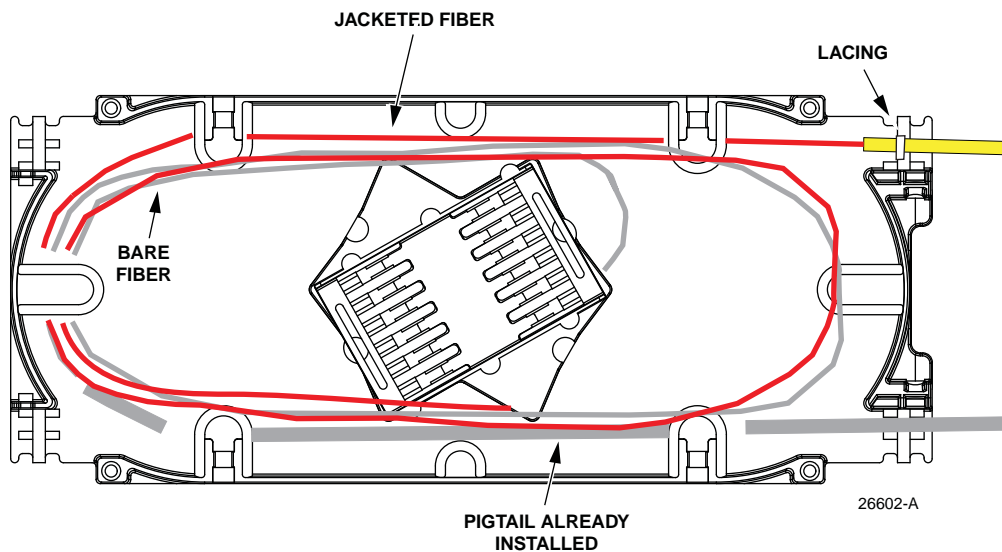 JACKETED FIBER
LACING
BARE
FIBER
26602-A
PIGTAIL ALREADY
INSTALLED